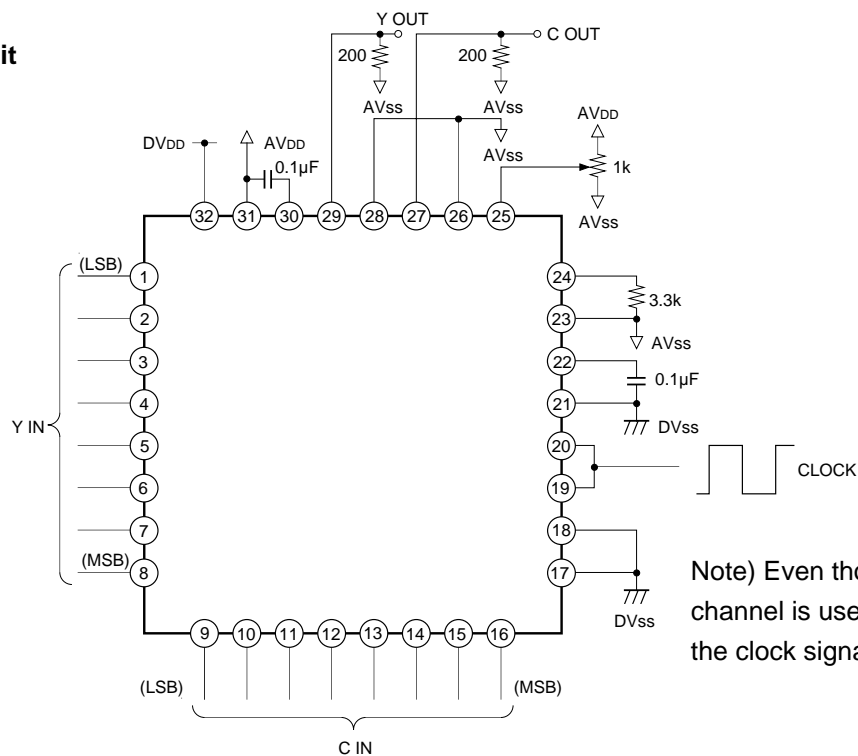 it
Y OUT
C OUT
200
200
AVss
AVss
DVDD
AVDD
AVDD
0.1µF
AVss
1k
AVss
32
31
30
29
28
27
26
25
(LSB)
1
2
3
4
5
6
7
(MSB)
8
Y IN
24
3.3k
23
AVss
22
0.1µF
21
DVss
20
CLOCK
19
18
17
DVss
Note) Even tho
channel is use
the clock signa
9
10
11
12
13
14
15
16
(LSB)
(MSB)
C IN